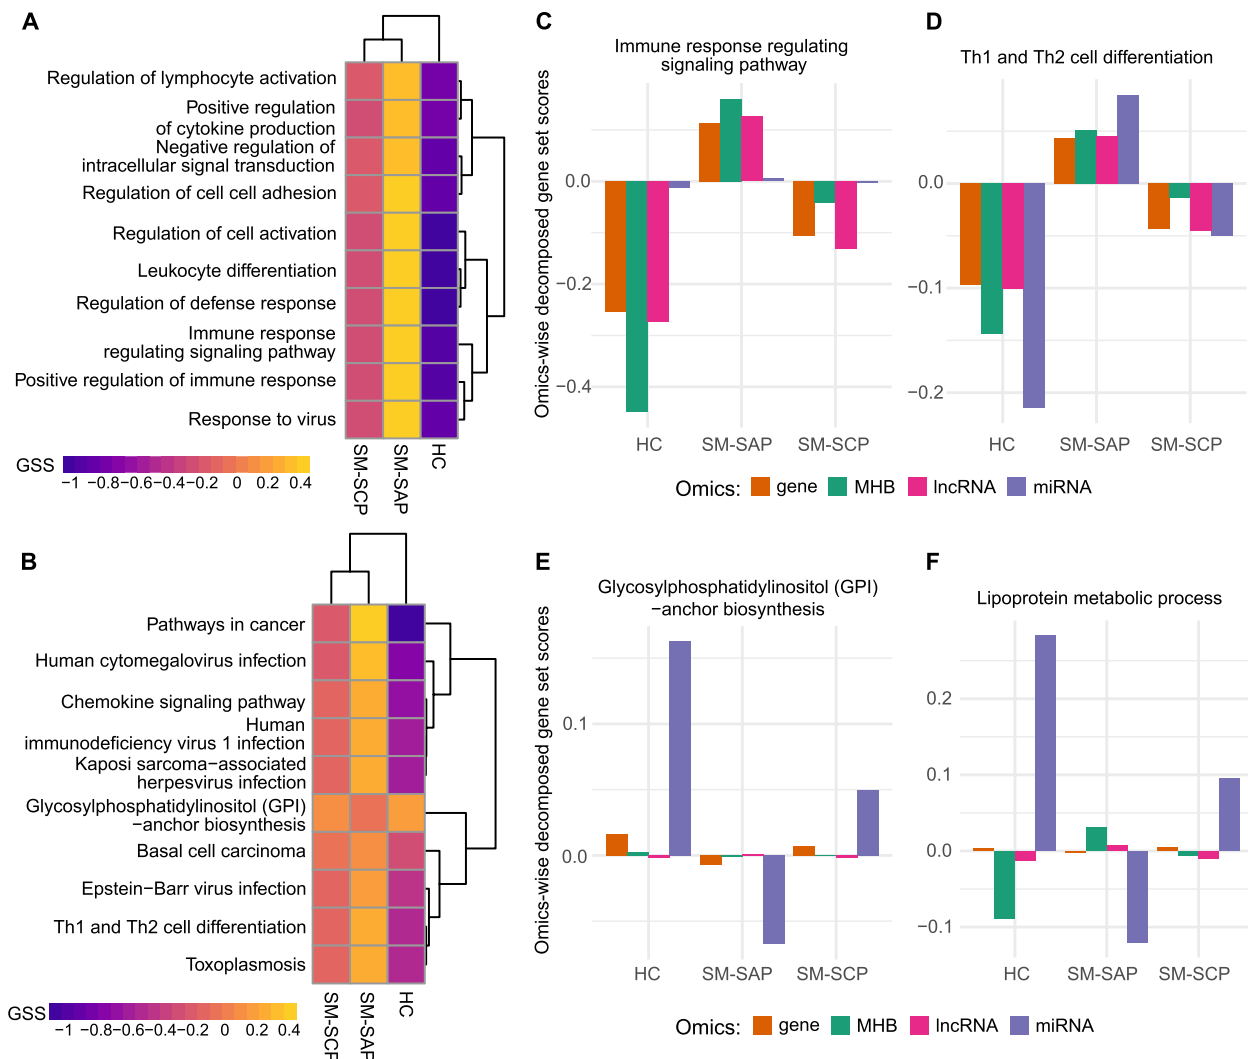 A
Regulation of lymphocyte activation
Positive regulation
of cytokine production
Negative regulation of
intracellular signal transduction
Regulation of cell cell adhesion
Regulation of cell activation
Leukocyte differentiation
Regulation of defense response
Immune response
regulating signaling pathway
Positive regulation of immune response
Response to virus
SM−SCP
SM−SAP
HC
GSS
−1 −0.8 −0.6 −0.4 −0.2 0 0.2 0.4
C
Immune response regulating
signaling pathway
Omics−wise decomposed gene set scores
0.0
−0.2
−0.4
HC SM−SAP SM−SCP
D
Th1 and Th2 cell differentiation
0.0
−0.1
−0.2
HC SM−SAP SM−SCP
Omics: gene MHB lncRNA miRNA
B
Pathways in cancer
Human cytomegalovirus infection
Chemokine signaling pathway
Human
immunodeficiency virus 1 infection
Kaposi sarcoma−associated
herpesvirus infection
Glycosylphosphatidylinositol (GPI)
−anchor biosynthesis
Basal cell carcinoma
Epstein−Barr virus infection
Th1 and Th2 cell differentiation
Toxoplasmosis
SM−SCP
SM−SAP
HC
GSS
−1 −0.8 −0.6 −0.4 −0.2 0 0.2 0.4
E
Glycosylphosphatidylinositol (GPI)
−anchor biosynthesis
Omics−wise decomposed gene set scores
0.1
0.0
HC SM−SAP SM−SCP
F
Lipoprotein metabolic process
0.2
0.1
0.0
−0.1
HC SM−SAP SM−SCP
Omics: gene MHB lncRNA miRNA